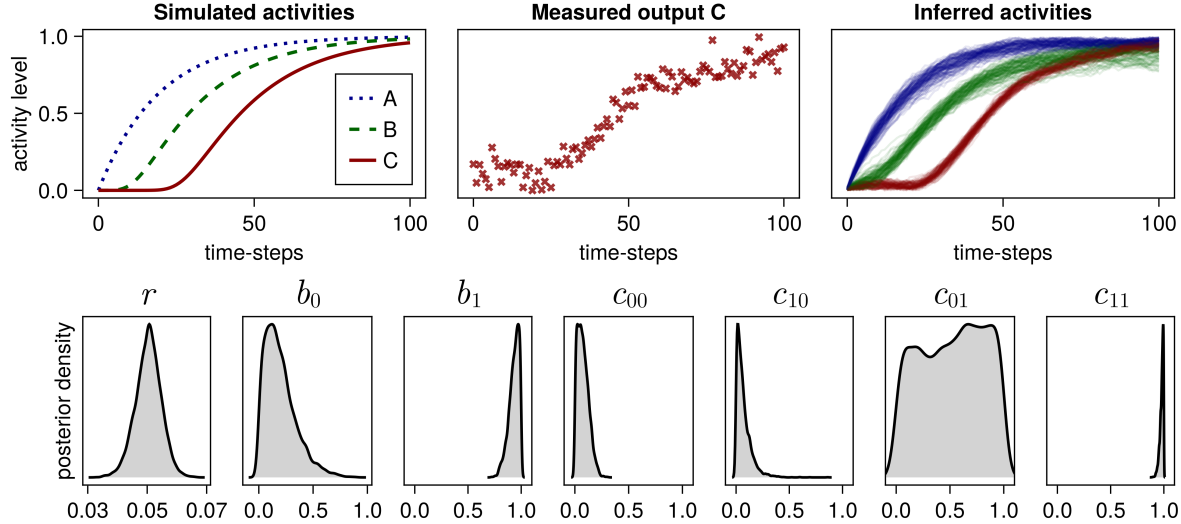 Simulated activities
Measured output C
Inferred activities
activity level
1.0
0.5
0.0
A
B
C
0 50 100
0 50 100
0 50 100
time-steps
time-steps
time-steps
r
b₀
b₁
c₀₀
c₁₀
c₀₁
c₁₁
posterior density
0.03 0.05 0.07
0.0 0.5 1.0
0.0 0.5 1.0
0.0 0.5 1.0
0.0 0.5 1.0
0.0 0.5 1.0
0.0 0.5 1.0